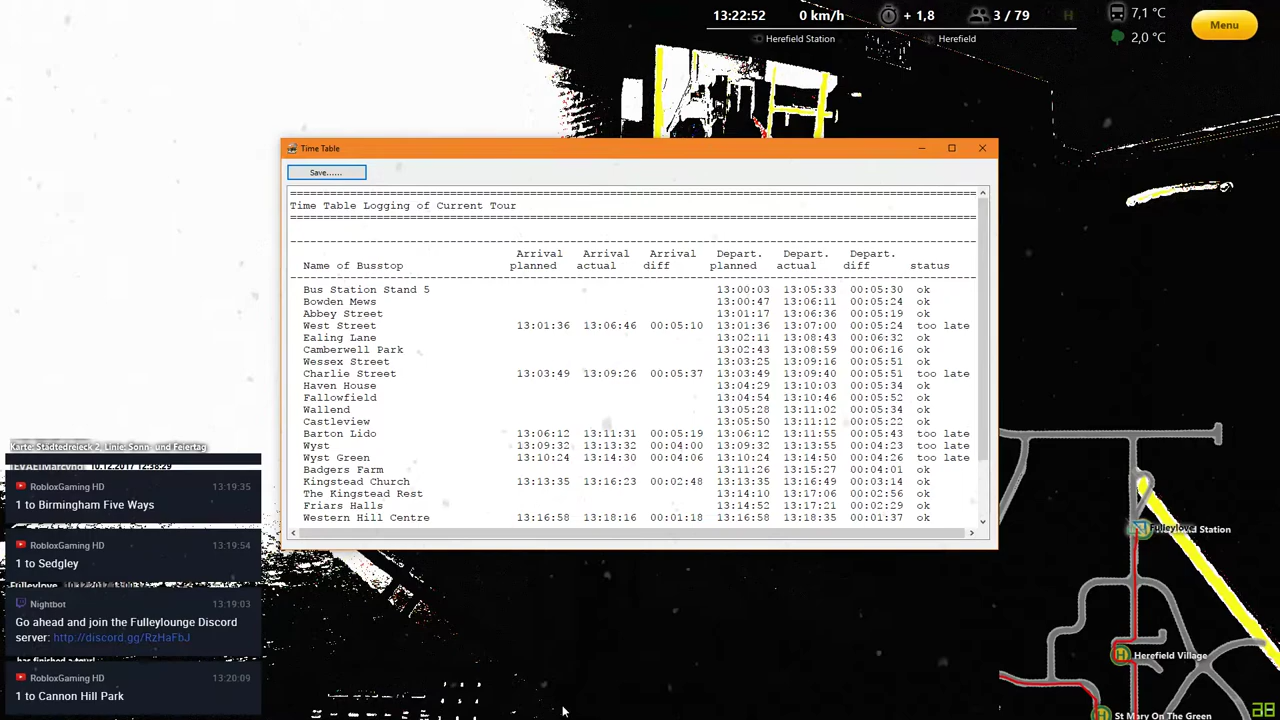 13:22:52 0 km/h + 1,8 3 / 79 H 7,1 °C
Menu
Herefield Station Herefield 2,0 °C
Time Table
Save......
Time Table Logging of Current Tour
Arrival Arrival Arrival Depart. Depart. Depart.
Name of Busstop planned actual diff planned actual diff status
Bus Station Stand 5 13:00:03 13:05:33 00:05:30 ok
Bowden Mews 13:00:47 13:06:11 00:05:24 ok
Abbey Street 13:01:17 13:06:36 00:05:19 ok
West Street 13:01:36 13:06:46 00:05:10 13:01:36 13:07:00 00:05:24 too late
Ealing Lane 13:02:11 13:08:43 00:06:32 ok
Camberwell Park 13:02:43 13:08:59 00:06:16 ok
Wessex Street 13:03:25 13:09:16 00:05:51 ok
Charlie Street 13:03:49 13:09:26 00:05:37 13:03:49 13:09:40 00:05:51 too late
Haven House 13:04:29 13:10:03 00:05:34 ok
Fallowfield 13:04:54 13:10:46 00:05:52 ok
Wallend 13:05:28 13:11:02 00:05:34 ok
Castleview 13:05:50 13:11:12 00:05:22 ok
Barton Lido 13:06:12 13:11:31 00:05:19 13:06:12 13:11:55 00:05:43 too late
Wyst 13:09:32 13:13:32 00:04:00 13:09:32 13:13:55 00:04:23 too late
Wyst Green 13:10:24 13:14:30 00:04:06 13:10:24 13:14:50 00:04:26 too late
Badgers Farm 13:11:26 13:15:27 00:04:01 ok
Kingstead Church 13:13:35 13:16:23 00:02:48 13:13:35 13:16:49 00:03:14 ok
The Kingstead Rest 13:14:10 13:17:06 00:02:56 ok
Friars Halls 13:14:52 13:17:21 00:02:29 ok
Western Hill Centre 13:16:58 13:18:16 00:01:18 13:16:58 13:18:35 00:01:37 ok
Karte: Städtedreieck 2, Linie: Sonn- und Feiertag
10.12.2017 12:38:29
RobloxGaming HD 13:19:35
1 to Birmingham Five Ways
RobloxGaming HD 13:19:54
1 to Sedgley
Fulleylove
Nightbot 13:19:03
Go ahead and join the Fulleylounge Discord
server: http://discord.gg/RzHaFbJ
has finished a tour!
RobloxGaming HD 13:20:09
1 to Cannon Hill Park
Fulleylove
Station
H Herefield Village
H St Mary On The Green
28